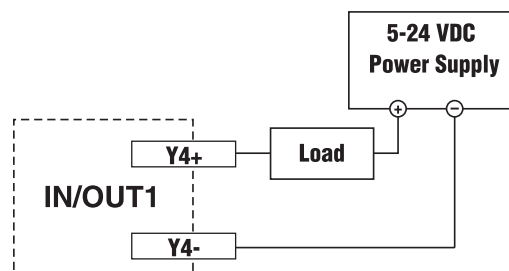 5-24 VDC
Power Supply
+ −
Y4+
Load
IN/OUT1
Y4-